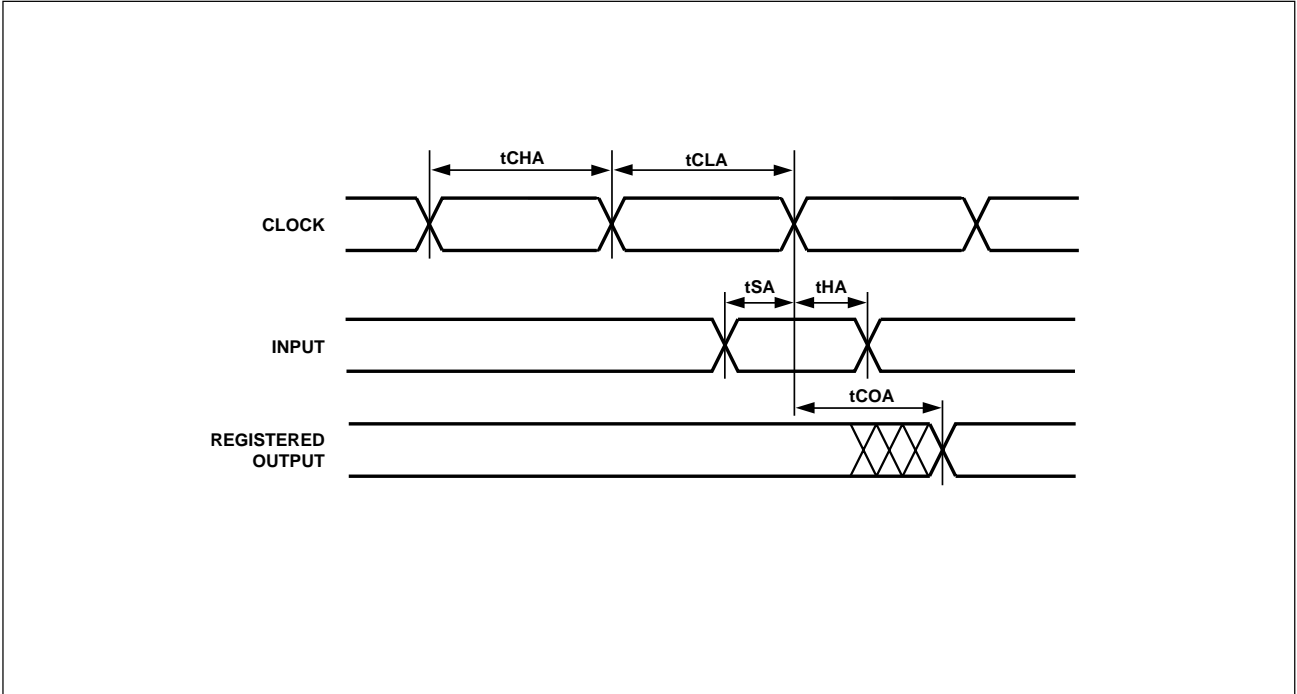 tCHA
tCLA
CLOCK
tSA
tHA
INPUT
tCOA
REGISTERED
OUTPUT